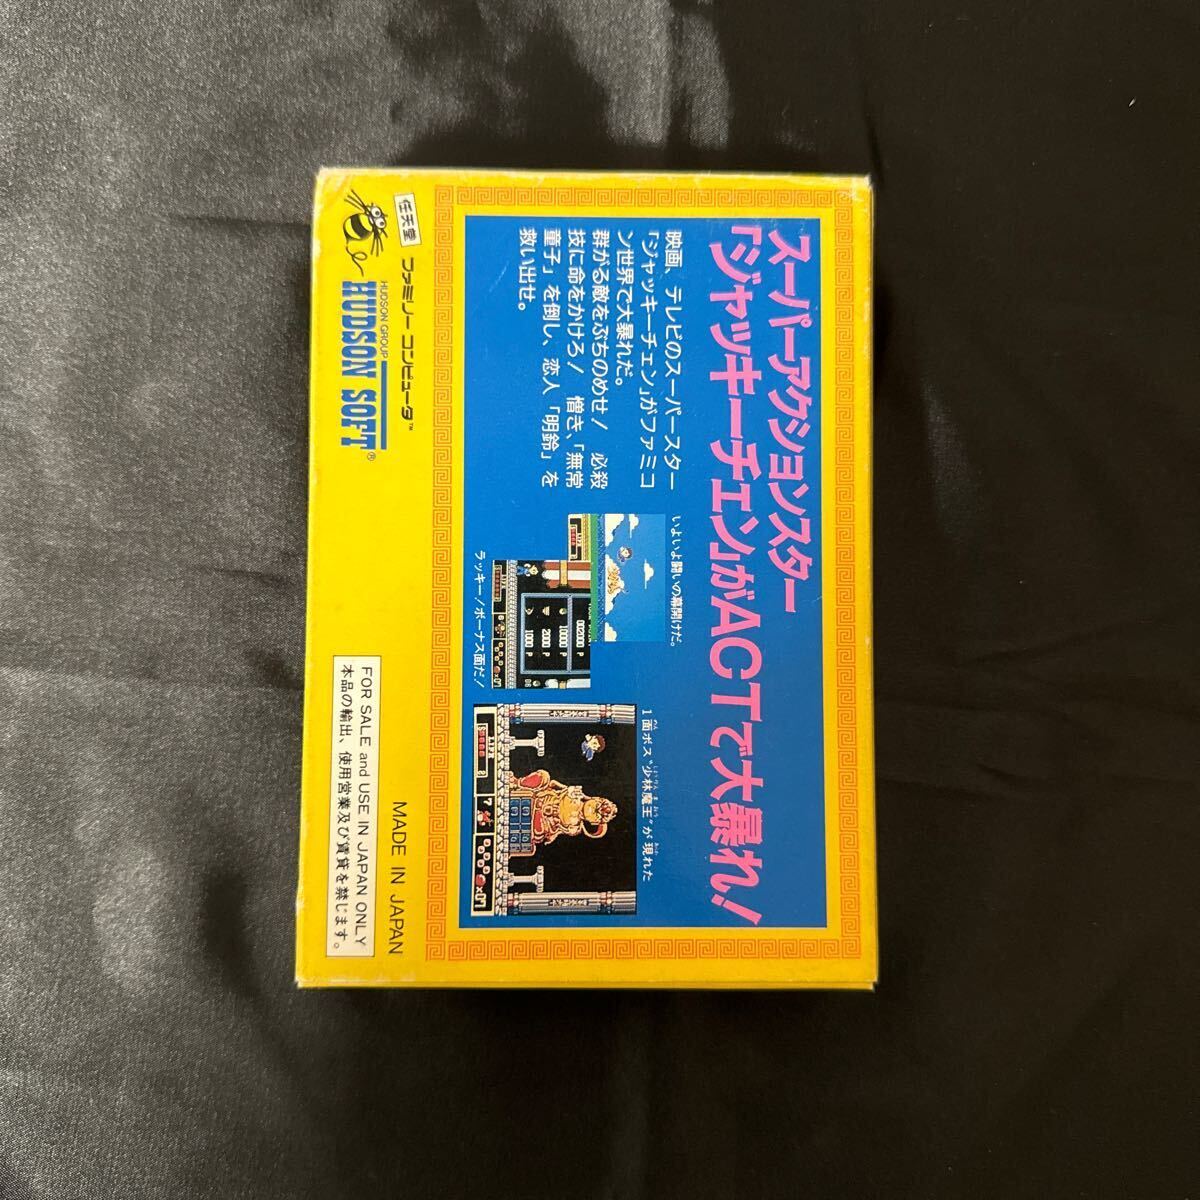 スーパーアクションスター
「ジャッキーチェン」がACTで大暴れ!
映画、テレビのスーパースター
「ジャッキーチェン」がファミコ
ン世界で大暴れだ。
群がる敵をぶちのめせ! 必殺
技に命をかけろ! 憎き、「無常
童子」を倒し、恋人「明鈴」を
救い出せ。
いよいよ闘いの幕開けだ。
ラッキー!ボーナス面だ!
002000 P
10000 P
2000 P
1000 P
1面ボス“少林魔王”が現れた
LIFE
任天堂 ファミリーコンピュータ™
HUDSON GROUP
HUDSON SOFT®
MADE IN JAPAN
FOR SALE and USE IN JAPAN ONLY
本品の輸出、使用営業及び賃貸を禁じます。